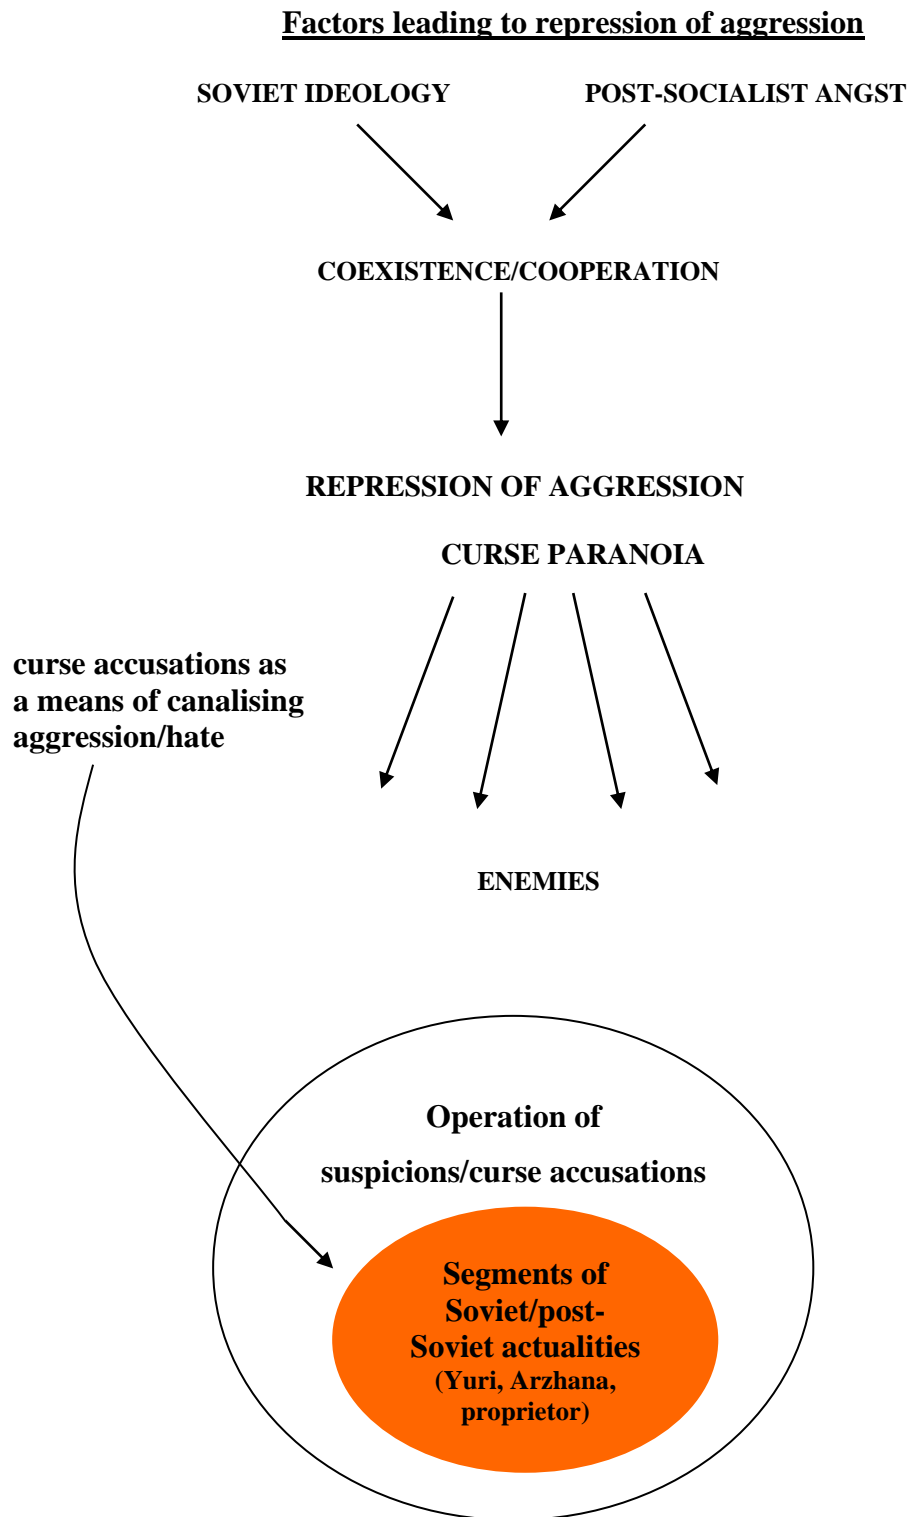 Factors leading to repression of aggression
SOVIET IDEOLOGY
POST-SOCIALIST ANGST
COEXISTENCE/COOPERATION
REPRESSION OF AGGRESSION
CURSE PARANOIA
curse accusations as
a means of canalising
aggression/hate
ENEMIES
Operation of
suspicions/curse accusations
Segments of
Soviet/post-
Soviet actualities
(Yuri, Arzhana,
proprietor)